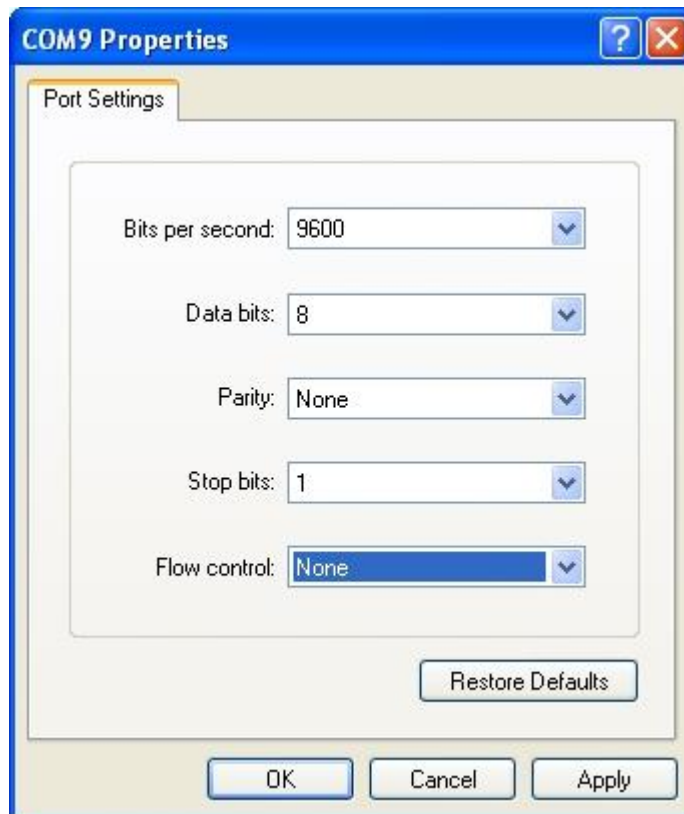 COM9 Properties
Port Settings
Bits per second: 9600
Data bits: 8
Parity: None
Stop bits: 1
Flow control: None
Restore Defaults
OK Cancel Apply